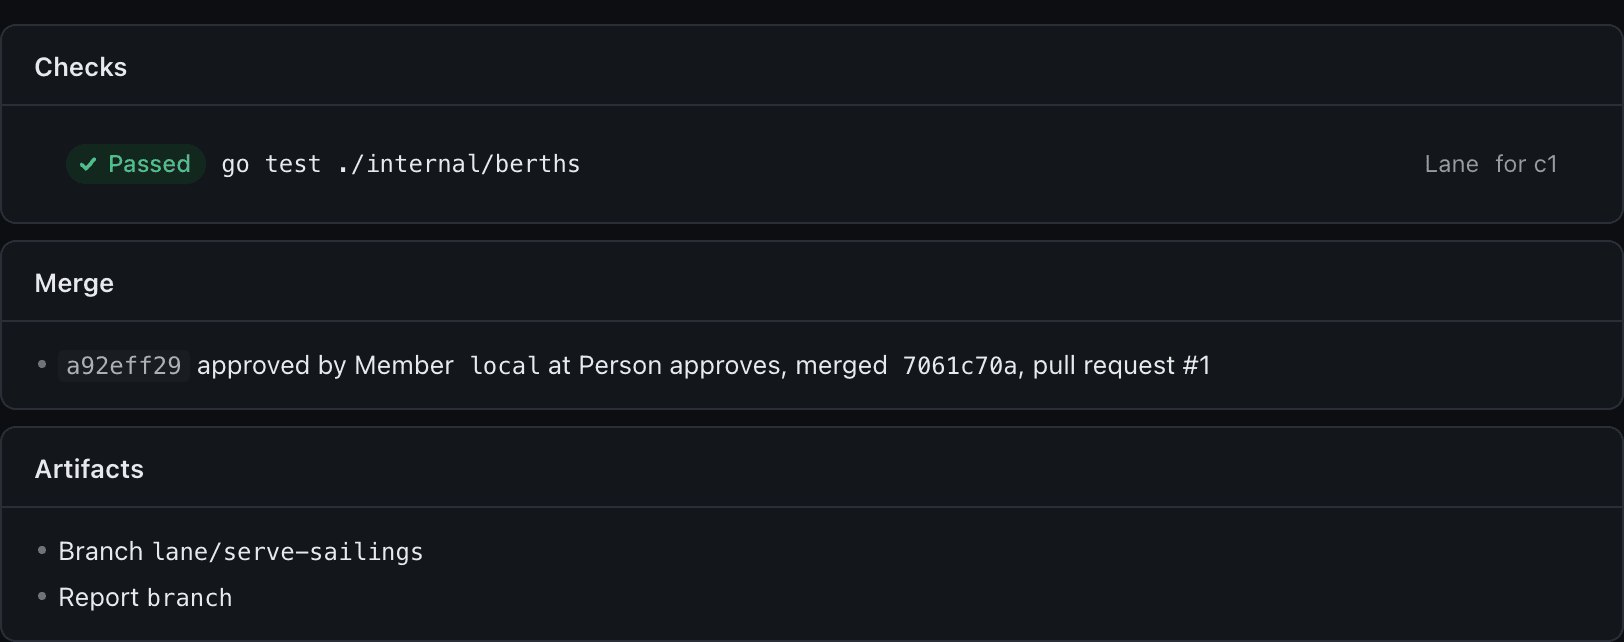 Checks
Passed go test ./internal/berths Lane for c1
Merge
a92eff29 approved by Member local at Person approves, merged 7061c70a, pull request #1
Artifacts
Branch lane/serve-sailings
Report branch